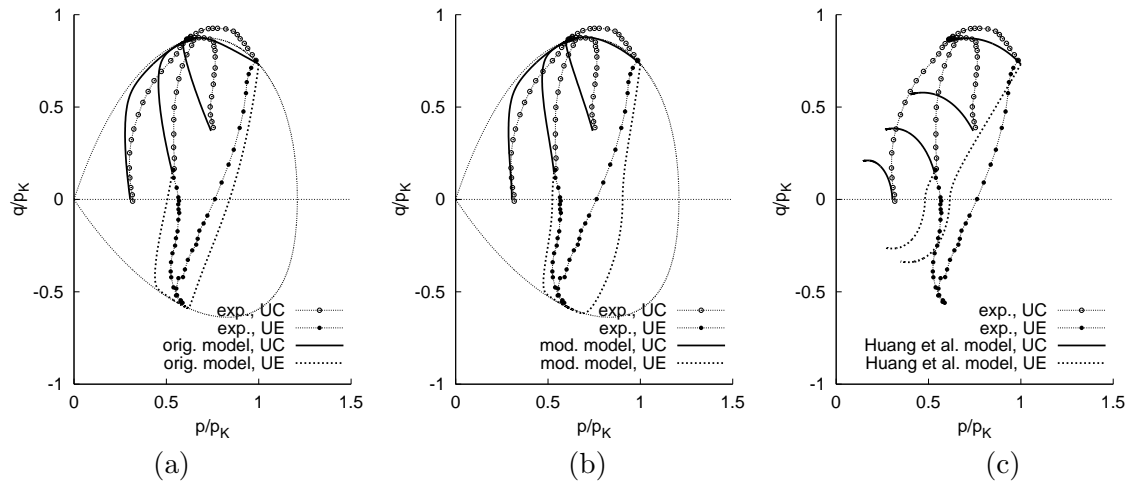 1
0.5
0
-0.5
-1
0
0.5
1
1.5
q/pK
p/pK
exp., UC
exp., UE
orig. model, UC
orig. model, UE
(a)
1
0.5
0
-0.5
-1
0
0.5
1
1.5
q/pK
p/pK
exp., UC
exp., UE
mod. model, UC
mod. model, UE
(b)
1
0.5
0
-0.5
-1
0
0.5
1
1.5
q/pK
p/pK
exp., UC
exp., UE
Huang et al. model, UC
Huang et al. model, UE
(c)